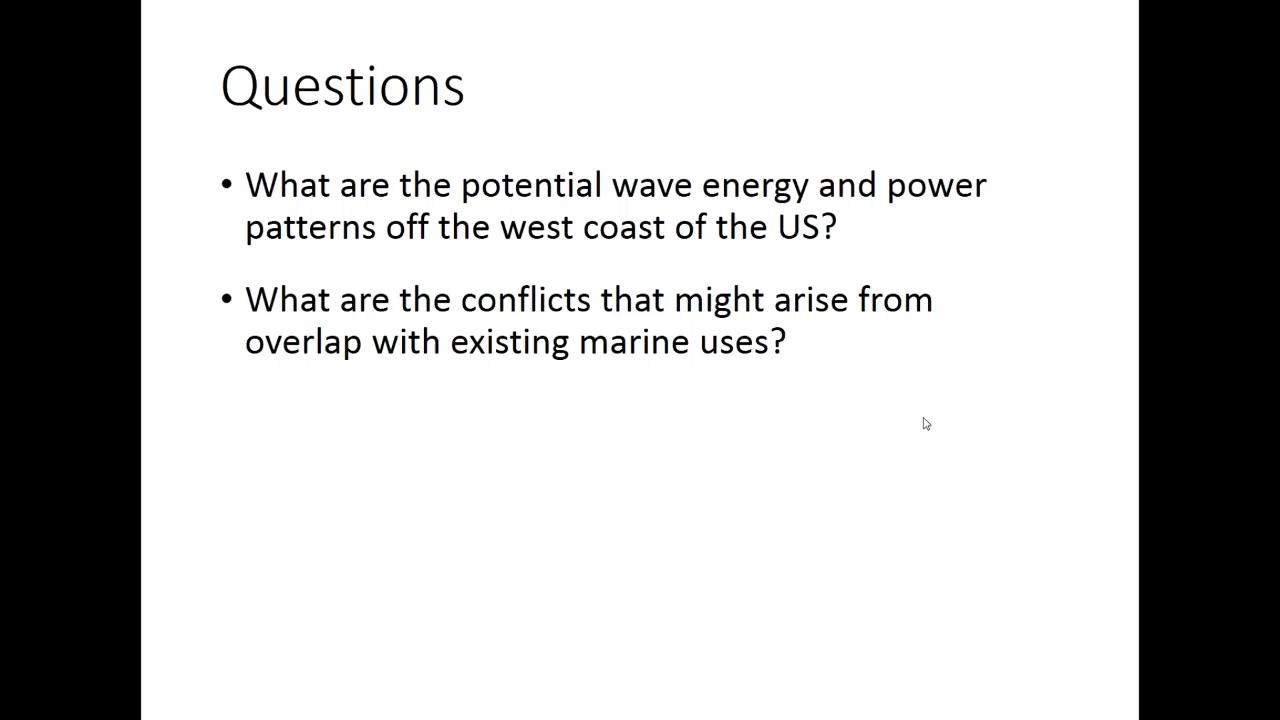 Questions
• What are the potential wave energy and power
patterns off the west coast of the US?
• What are the conflicts that might arise from
overlap with existing marine uses?